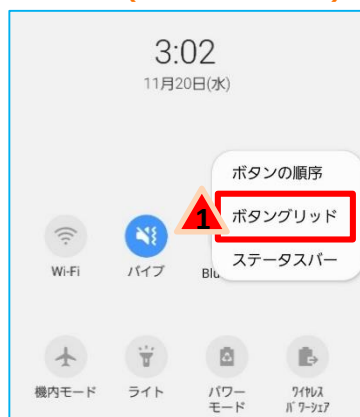 3:02
11月20日(水)
ボタンの順序
1
ボタングリッド
ステータスバー
Wi-Fi
バイブ
Blu
機内モード
ライト
パワー
モード
ワイヤレス
パワーシェア